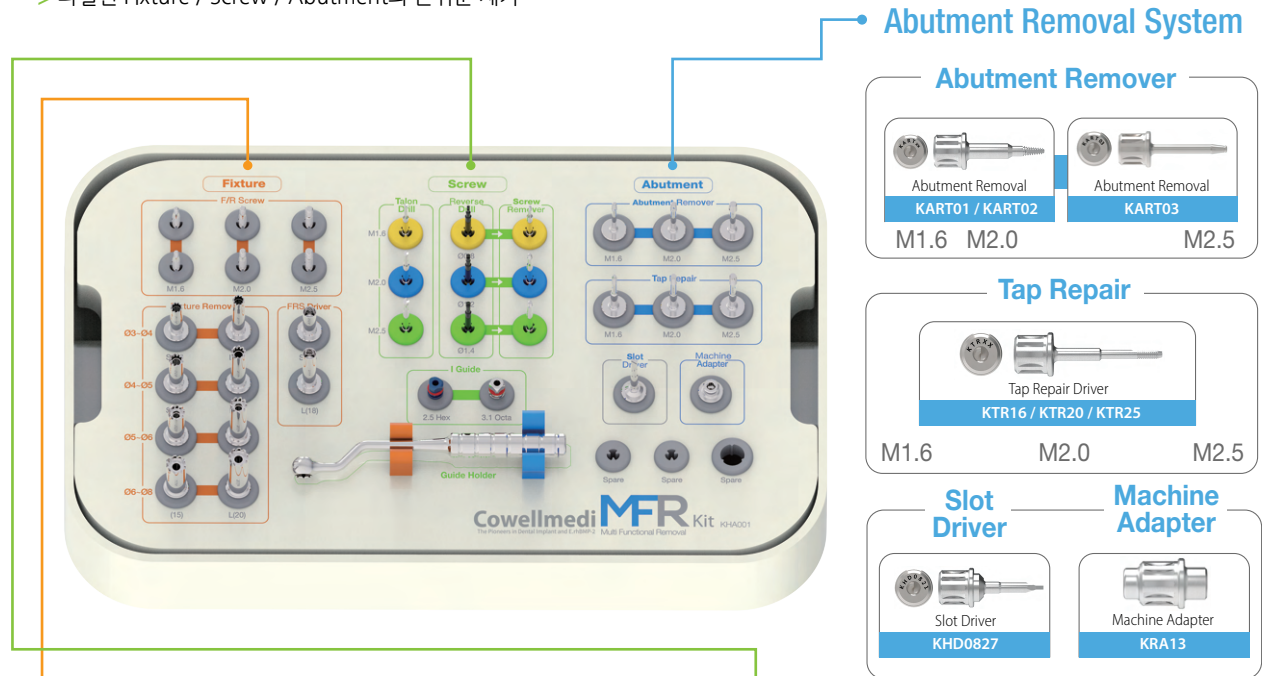 Abutment Removal System
Abutment Remover
KART03
Abutment Removal
KART01 / KART02
Abutment Removal
KART03
M1.6 M2.0 M2.5
Tap Repair
KTRXX
Tap Repair Driver
KTR16 / KTR20 / KTR25
M1.6 M2.0 M2.5
Slot
Driver
KHD0827
Slot Driver
KHD0827
Machine
Adapter
Machine Adapter
KRA13
Fixture
F/R Screw
M1.6 M2.0 M2.5
FRS Driver
Ø3~Ø4
Ø4~Ø5
Ø5~Ø6
Ø6~Ø8
L(18)
(15) L(20)
Screw
Talon
Drill
Reverse
Drill
Screw
Remover
M1.6
M2.0
M2.5
Ø1.4
I Guide
2.5 Hex 3.1 Octa
Guide Holder
Abutment
Abutment Remover
M1.6 M2.0 M2.5
Tap Repair
M1.6 M2.0 M2.5
Slot
Driver
Machine
Adapter
Spare Spare Spare
Cowellmedi MFR Kit KHA001
Multi Functional Removal